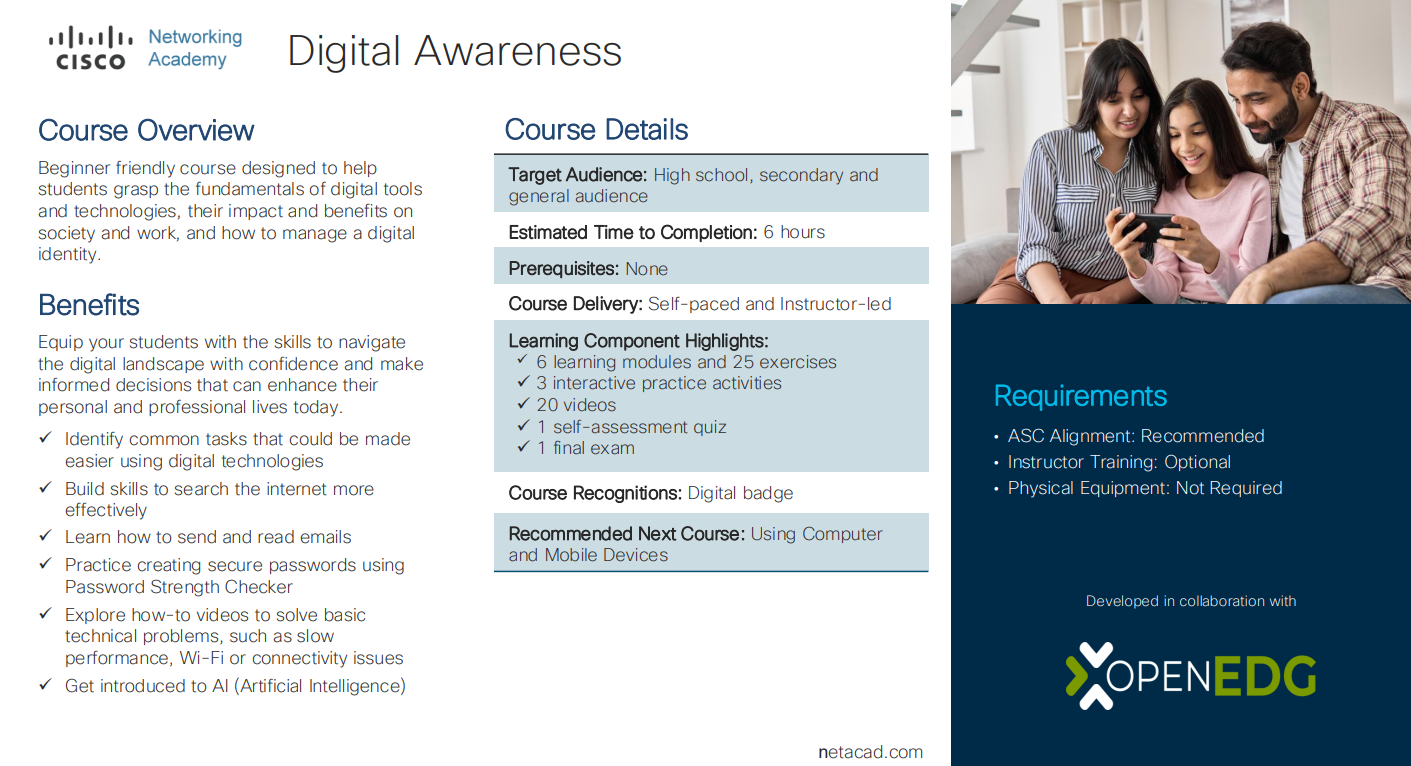 CISCO
Networking
Academy
Digital Awareness
Course Overview
Beginner friendly course designed to help
students grasp the fundamentals of digital tools
and technologies, their impact and benefits on
society and work, and how to manage a digital
identity.
Benefits
Equip your students with the skills to navigate
the digital landscape with confidence and make
informed decisions that can enhance their
personal and professional lives today.
✓ Identify common tasks that could be made
easier using digital technologies
✓ Build skills to search the internet more
effectively
✓ Learn how to send and read emails
✓ Practice creating secure passwords using
Password Strength Checker
✓ Explore how-to videos to solve basic
technical problems, such as slow
performance, Wi-Fi or connectivity issues
✓ Get introduced to AI (Artificial Intelligence)
Course Details
Target Audience: High school, secondary and
general audience
Estimated Time to Completion: 6 hours
Prerequisites: None
Course Delivery: Self-paced and Instructor-led
Learning Component Highlights:
✓ 6 learning modules and 25 exercises
✓ 3 interactive practice activities
✓ 20 videos
✓ 1 self-assessment quiz
✓ 1 final exam
Course Recognitions: Digital badge
Recommended Next Course: Using Computer
and Mobile Devices
Requirements
• ASC Alignment: Recommended
• Instructor Training: Optional
• Physical Equipment: Not Required
Developed in collaboration with
OPENEDG
netacad.com